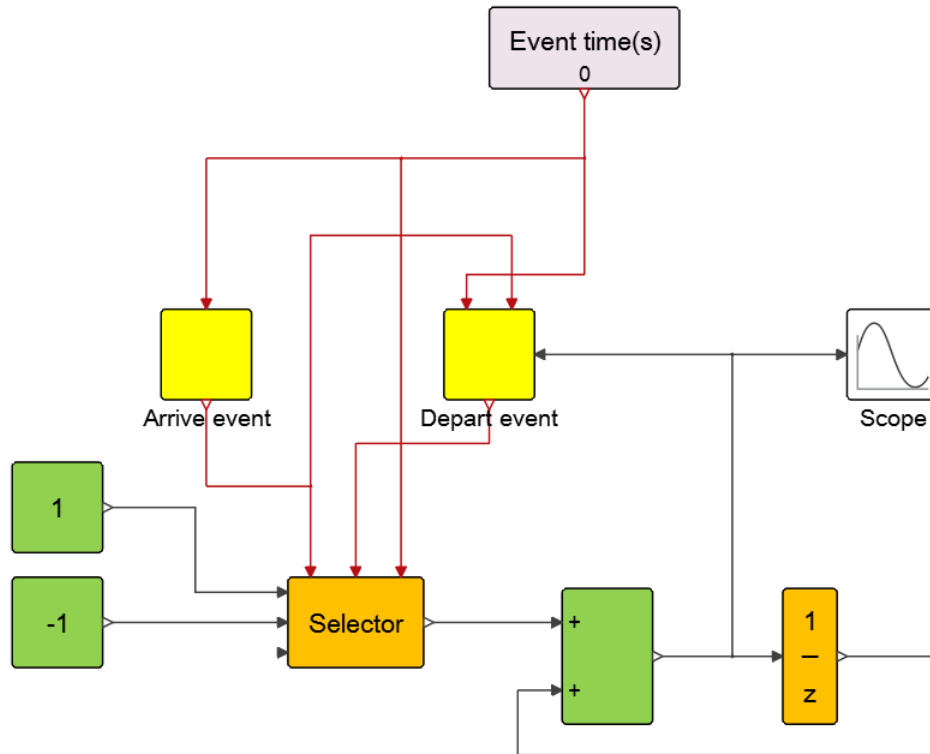 Event time(s)
0
Arrive event
Depart event
Scope
1
-1
Selector
+
+
1
z